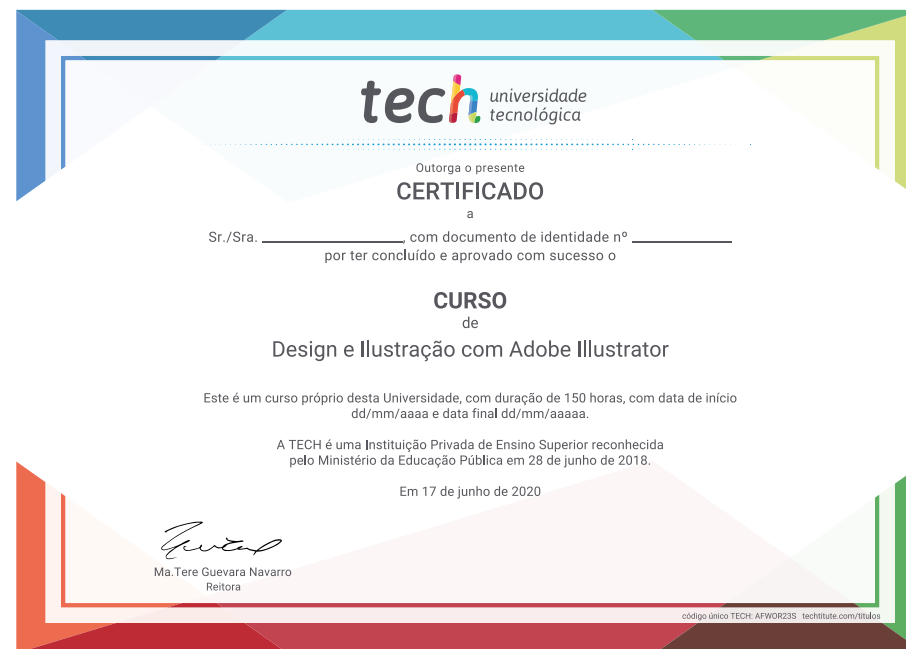 tech universidade
tecnológica
Outorga o presente
CERTIFICADO
a
Sr./Sra. ____________, com documento de identidade nº ____________
por ter concluído e aprovado com sucesso o
CURSO
de
Design e Ilustração com Adobe Illustrator
Este é um curso próprio desta Universidade, com duração de 150 horas, com data de início
dd/mm/aaaa e data final dd/mm/aaaaa.
A TECH é uma Instituição Privada de Ensino Superior reconhecida
pelo Ministério da Educação Pública em 28 de junho de 2018.
Em 17 de junho de 2020
Ma.Tere Guevara Navarro
Reitora
código único TECH: AFWOR23S techtitute.com/titulos